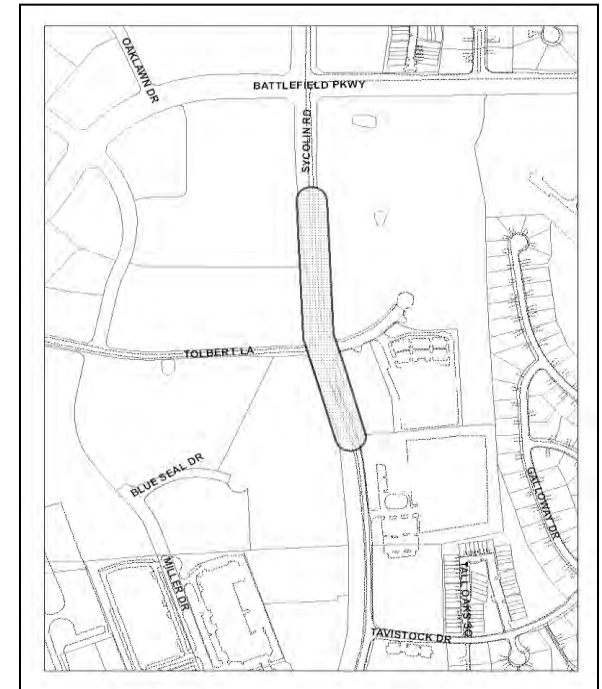 OAKLAWN DR
BATTLEFIELD PKWY
SYCOLIN RD
TOLBERT LA
BLUE SEAL DR
MILLER DR
GALLOWAY DR
TALL OAKS SQ
TAVISTOCK DR